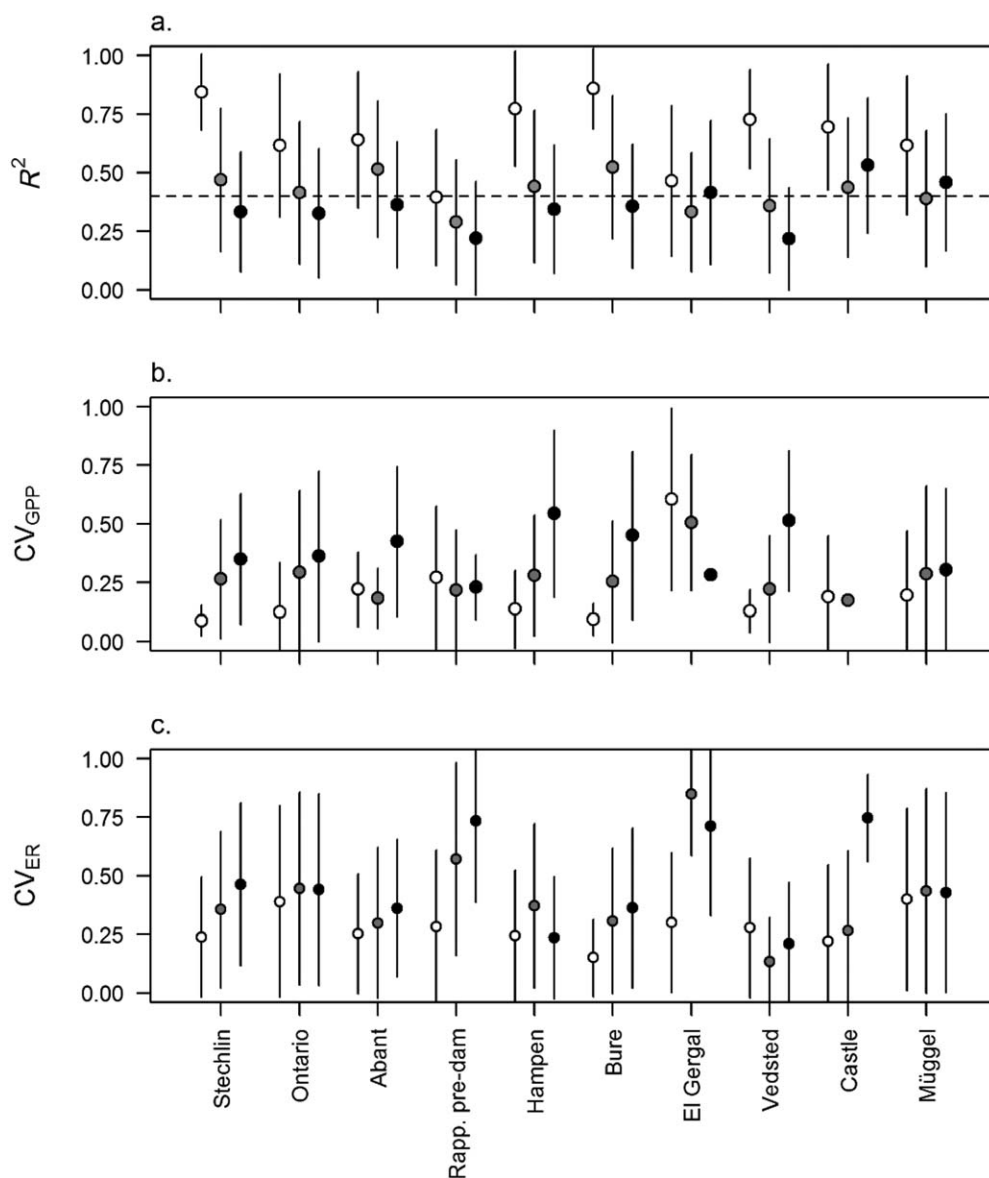 a.
1.00
0.75
0.50
0.25
0.00
R²
b.
1.00
0.75
0.50
0.25
0.00
CV_GPP
c.
1.00
0.75
0.50
0.25
0.00
CV_ER
Stechlin
Ontario
Abant
Rapp. pre-dam
Hampen
Bure
El Gergal
Vedsted
Castle
Müggel